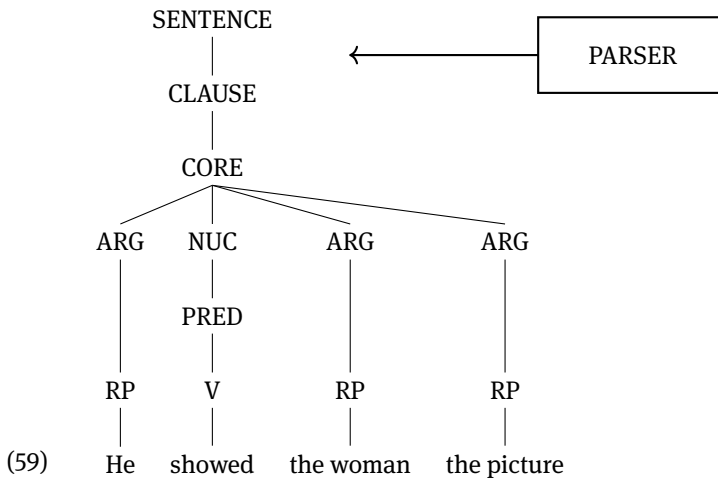 SENTENCE
PARSER
CLAUSE
CORE
ARG NUC ARG ARG
PRED
RP V RP RP
(59) He showed the woman the picture